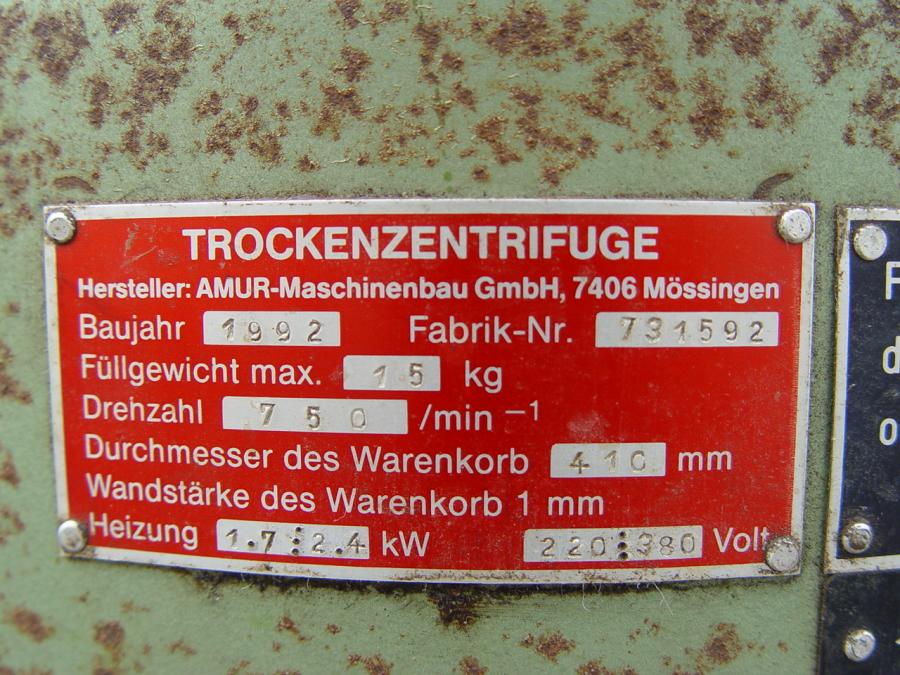 TROCKENZENTRIFUGE
Hersteller: AMUR-Maschinenbau GmbH, 7406 Mössingen
Baujahr 1992 Fabrik-Nr. 731592
Füllgewicht max. 15 kg
Drehzahl 750 /min –1
Durchmesser des Warenkorb 410 mm
Wandstärke des Warenkorb 1 mm
Heizung 1.7:2.4 kW 220:380 Volt